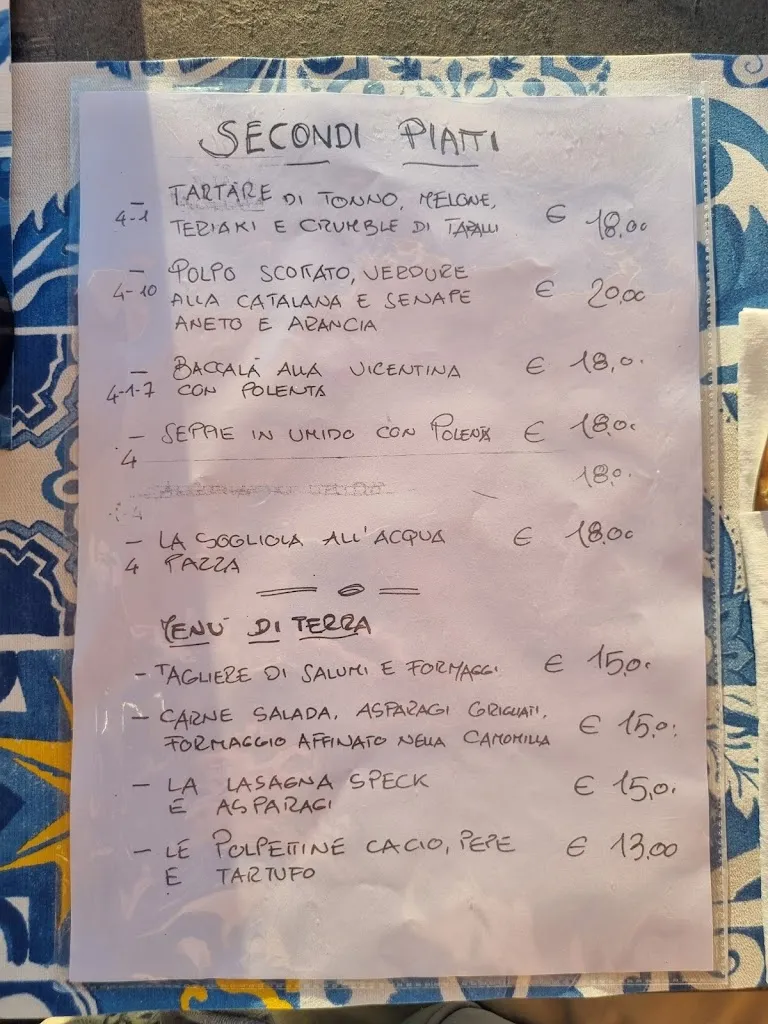 SECONDI PIATTI
- TARTARE DI TONNO, MELONE,
4-1 TERIAKI E CRUMBLE DI TARALLI € 18,00
- POLPO SCOTTATO, VERDURE
4-10 ALLA CATALANA E SENAPE € 20,00
ANETO E ARANCIA
- BACCALÀ ALLA VICENTINA € 18,0.
4-1-7 CON POLENTA
- SEPPIE IN UMIDO CON POLENTA € 18,0.
4
18,0.
- LA SOGLIOLA ALL'ACQUA € 18,00
4 PAZZA
MENÙ DI TERRA
- TAGLIERE DI SALUMI E FORMAGGI € 15,0.
- CARNE SALADA, ASPARAGI GRIGLIATI,
FORMAGGIO AFFINATO NELLA CAMOMILLA € 15,0.
- LA LASAGNA SPECK € 15,0.
E ASPARAGI
- LE POLPETTINE CACIO, PEPE € 13,00
E TARTUFO